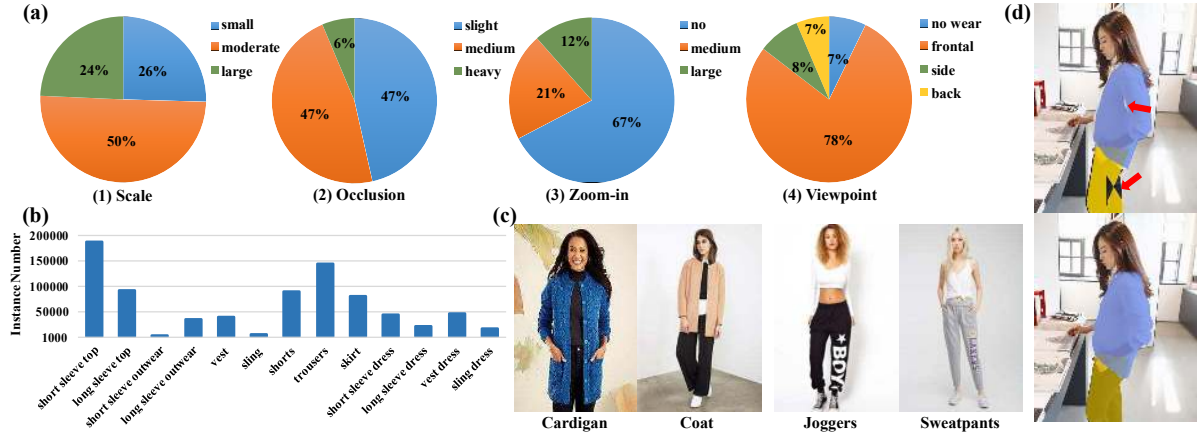 (a)
small
moderate
large
24%
26%
50%
(1) Scale
slight
medium
heavy
6%
47%
47%
(2) Occlusion
no
medium
large
12%
21%
67%
(3) Zoom-in
no wear
frontal
side
back
7%
7%
8%
78%
(4) Viewpoint
(b)
Instance Number
200000
150000
100000
50000
1000
short sleeve top
long sleeve top
short sleeve outwear
long sleeve outwear
vest
sling
shorts
trousers
skirt
short sleeve dress
long sleeve dress
vest dress
sling dress
(c)
BDY
LAKERS
Cardigan
Coat
Joggers
Sweatpants
(d)